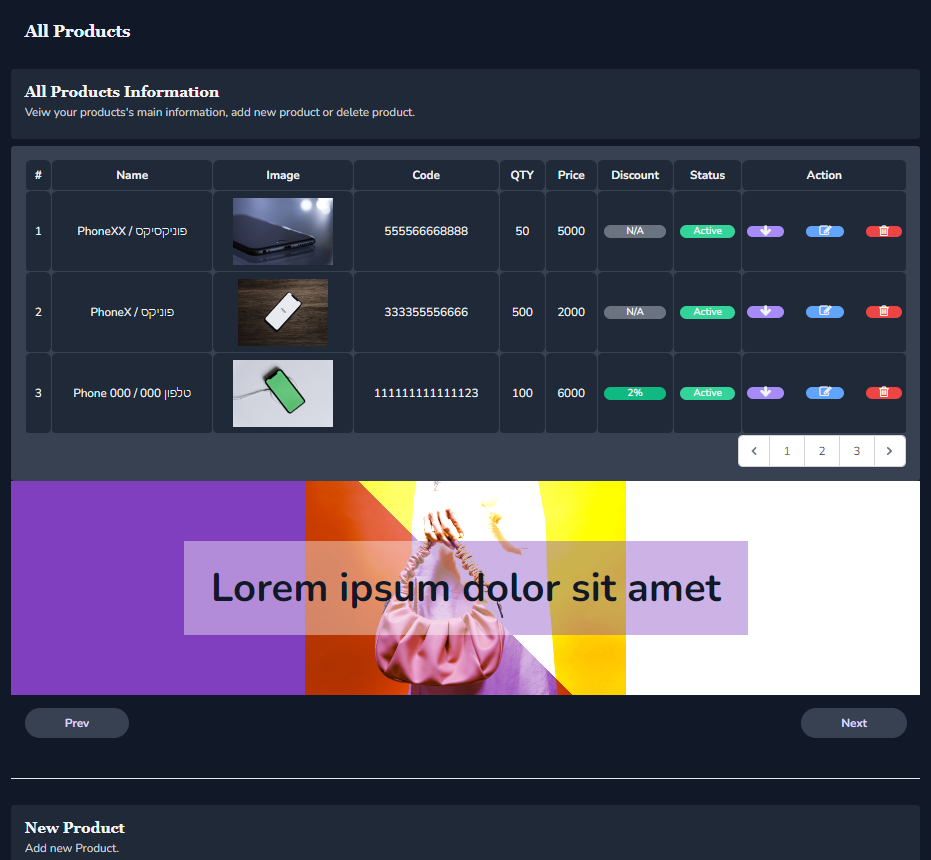 All Products
All Products Information
Veiw your products's main information, add new product or delete product.
# Name Image Code QTY Price Discount Status Action
1 PhoneXX / פוניקסיקס 555566668888 50 5000 N/A Active
2 PhoneX / פוניקס 333355556666 500 2000 N/A Active
3 Phone 000 / טלפון 000 111111111111123 100 6000 2% Active
1 2 3
Lorem ipsum dolor sit amet
Prev Next
New Product
Add new Product.